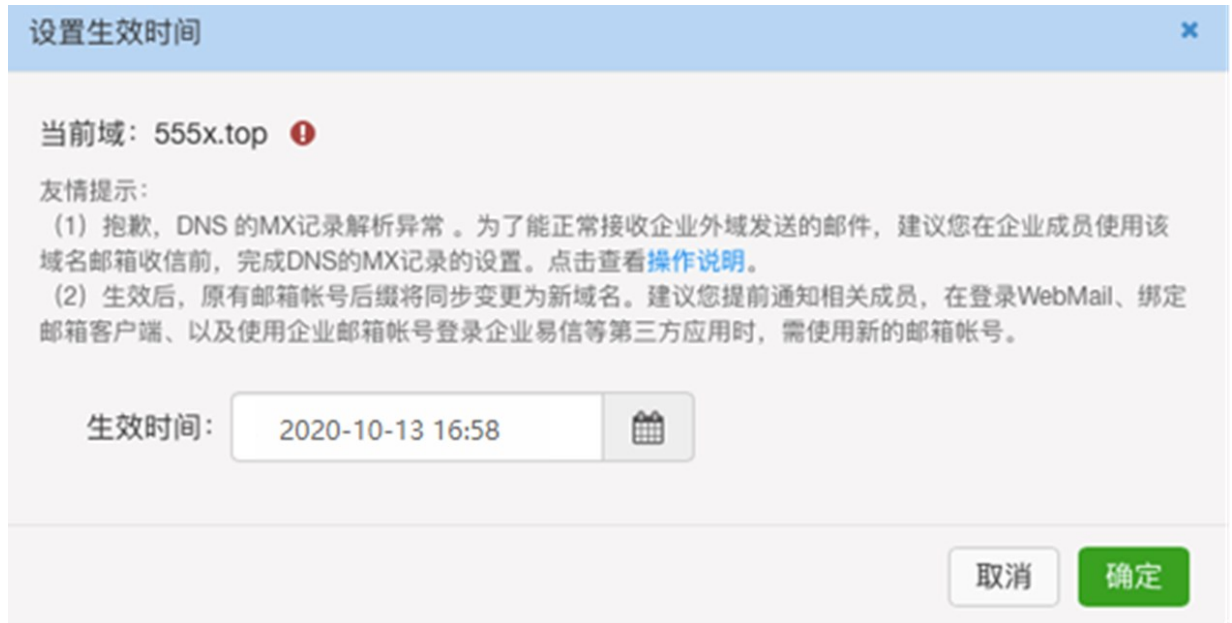 设置生效时间
当前域：555x.top
友情提示：
（1）抱歉，DNS 的MX记录解析异常 。为了能正常接收企业外域发送的邮件，建议您在企业成员使用该
域名邮箱收信前，完成DNS的MX记录的设置。点击查看操作说明。
（2）生效后，原有邮箱帐号后缀将同步变更为新域名。建议您提前通知相关成员，在登录WebMail、绑定
邮箱客户端、以及使用企业邮箱帐号登录企业易信等第三方应用时，需使用新的邮箱帐号。
生效时间：2020-10-13 16:58
取消 确定